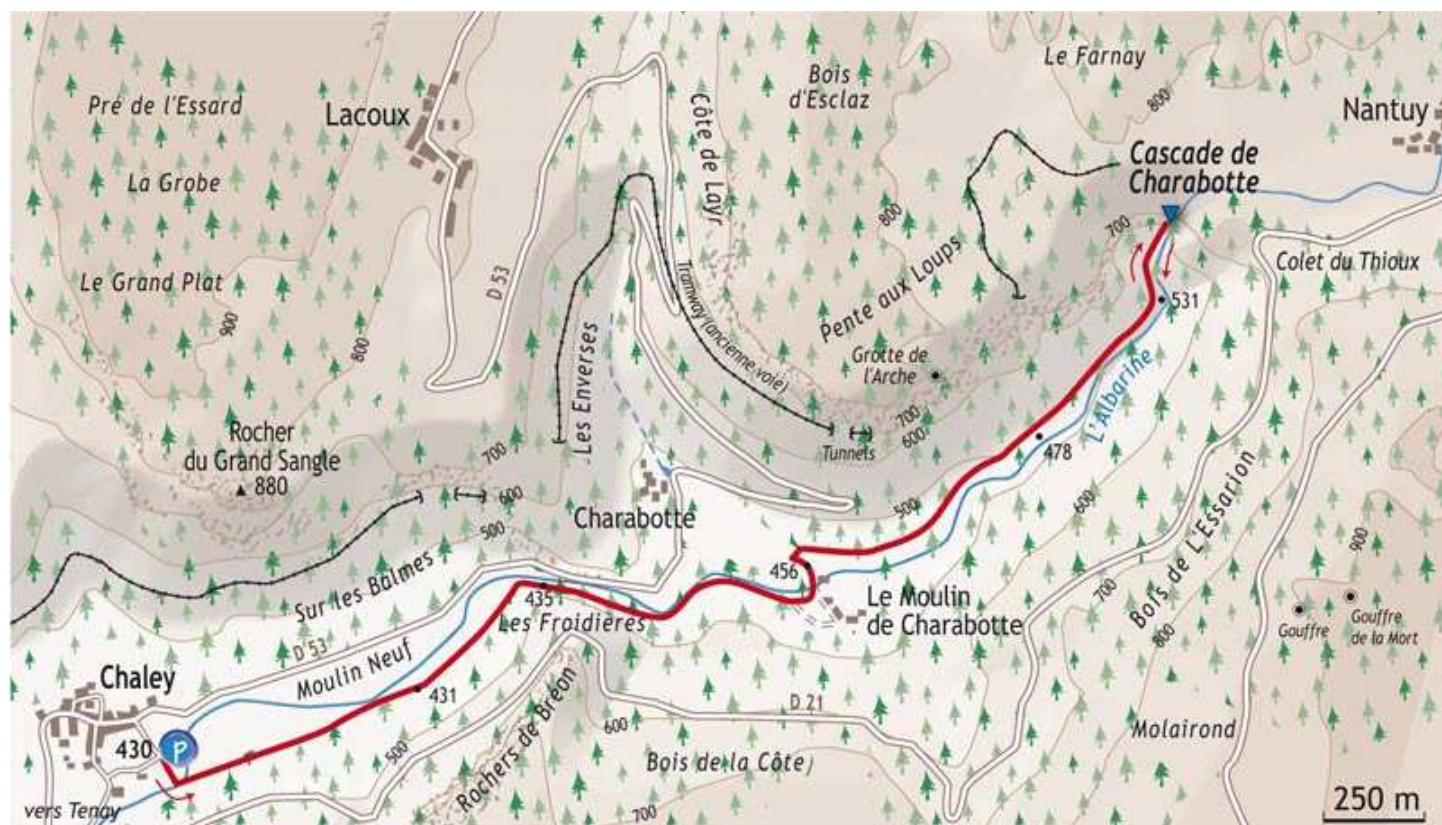 Le Farnay
800
Bois
d'Esclaz
Pré de l'Essard
Lacoux
Côte de Layr
Nantuy
Cascade de
Charabotte
La Grobe
800
700
Pente aux Loups
Colet du Thioux
Le Grand Plat
D 53
Tramway (ancienne voie)
531
900
800
Les Enverses
Grotte de
l'Arche
L'Albarine
700
600
Rocher
du Grand Sangle
880
700
600
500
Tunnels
478
500
600
Bois de L'Essarion
900
Charabotte
456
Sur les Balmes
435
Les Froidières
Le Moulin
de Charabotte
700
800
Gouffre
Gouffre
de la Mort
D 53
Moulin Neuf
Chaley
431
430
P
500
Rochers de Bréon
600
D 21
Molairond
Bois de la Côte
700
vers Tenay
250 m